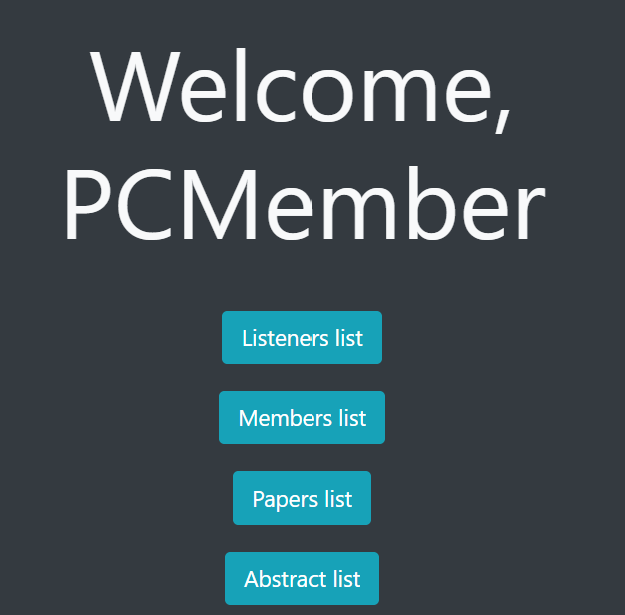 Welcome,
PCMember
Listeners list
Members list
Papers list
Abstract list